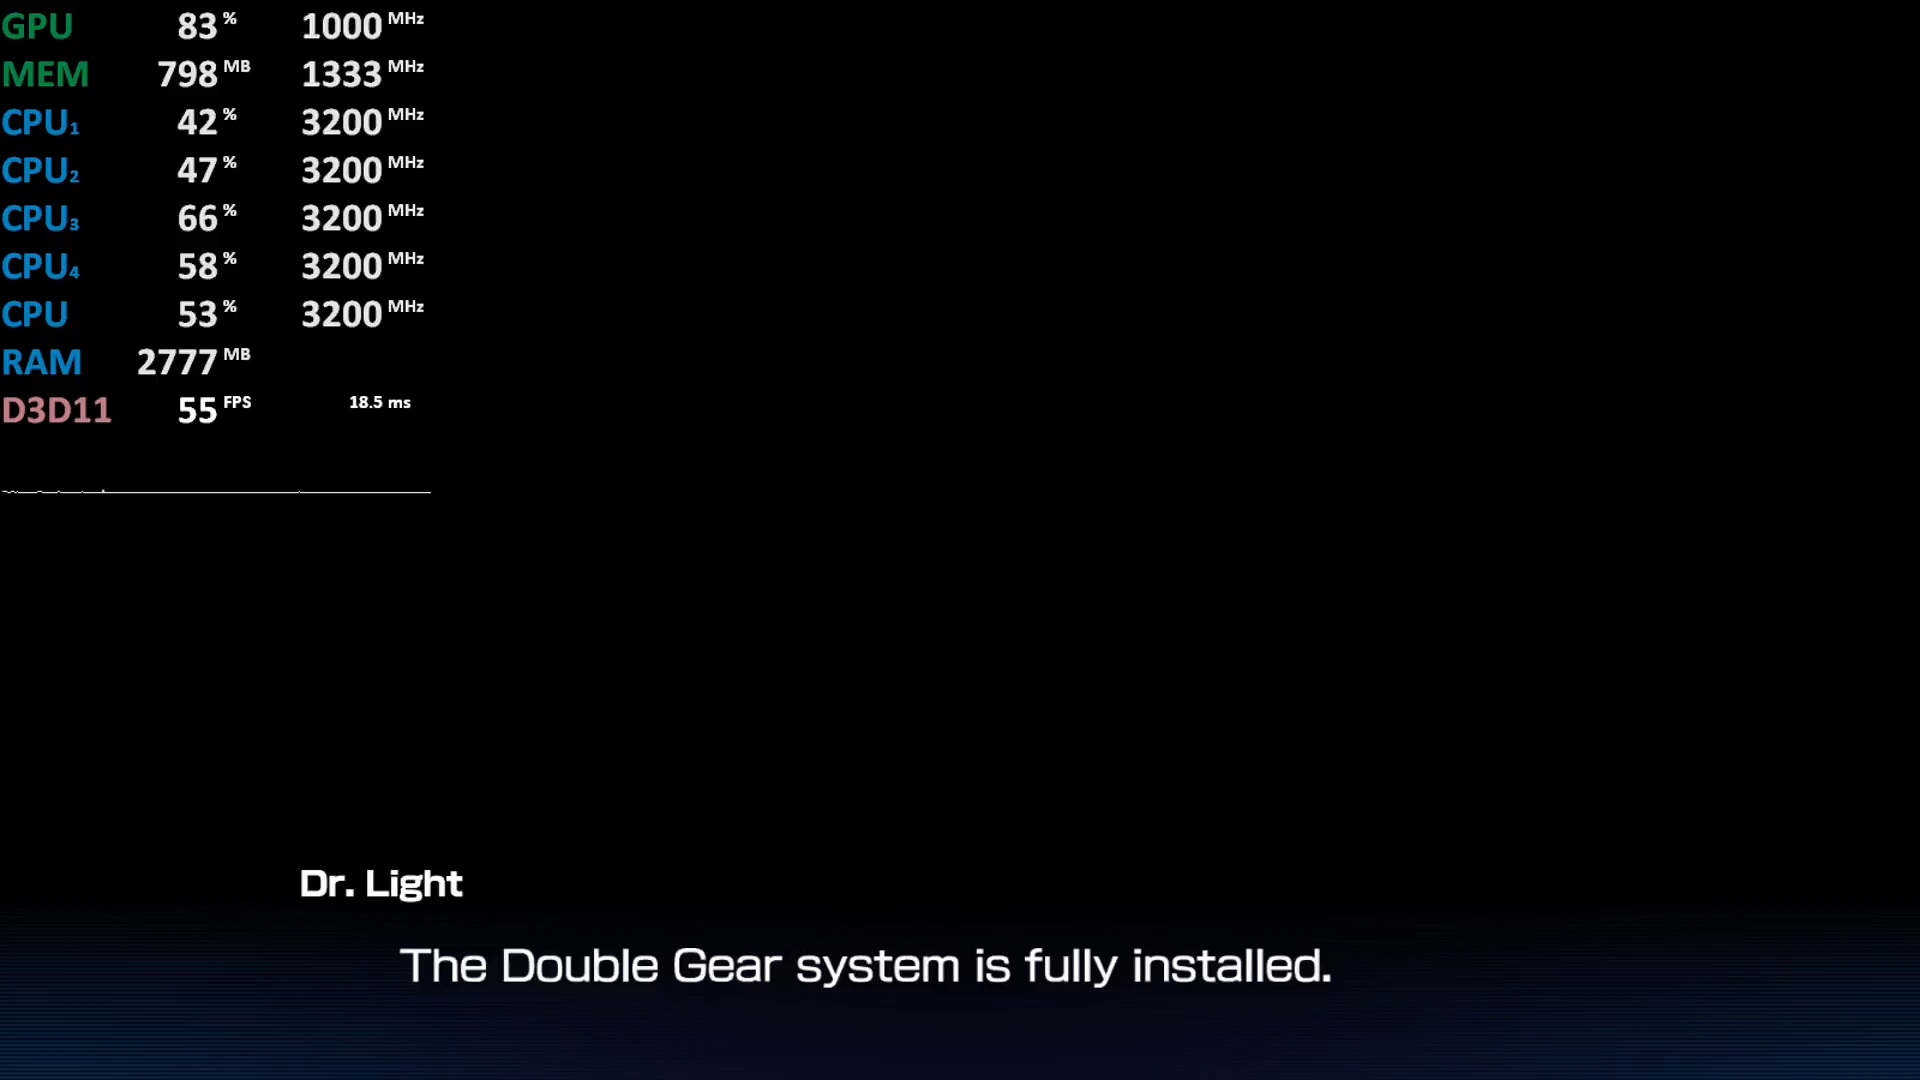 GPU 83 % 1000 MHz
MEM 798 MB 1333 MHz
CPU1 42 % 3200 MHz
CPU2 47 % 3200 MHz
CPU3 66 % 3200 MHz
CPU4 58 % 3200 MHz
CPU 53 % 3200 MHz
RAM 2777 MB
D3D11 55 FPS 18.5 ms
Dr. Light
The Double Gear system is fully installed.